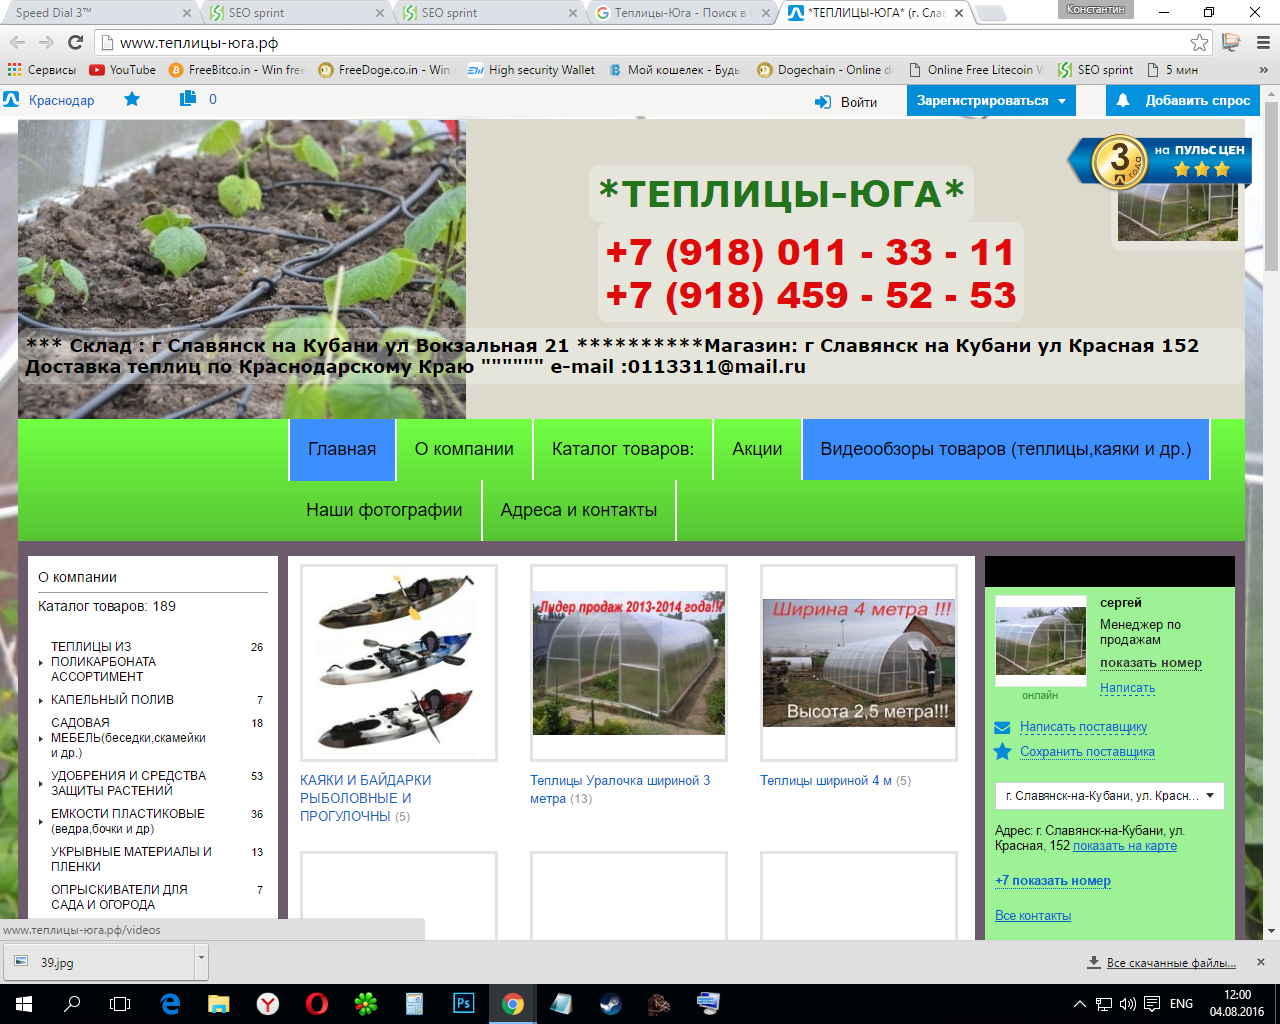 Speed Dial 3™
SEO sprint
SEO sprint
Теплицы-Юга - Поиск в
*ТЕПЛИЦЫ-ЮГА* (г. Слав
Константин
www.теплицы-юга.рф
Сервисы
YouTube
FreeBitco.in - Win free
FreeDoge.co.in - Win
High security Wallet
Мой кошелек - Будь
Dogechain - Online d
Online Free Litecoin W
SEO sprint
5 мин
»
Краснодар
0
Войти
Зарегистрироваться
Добавить спрос
3 года
на ПУЛЬС ЦЕН
*ТЕПЛИЦЫ-ЮГА*
+7 (918) 011 - 33 - 11
+7 (918) 459 - 52 - 53
*** Склад : г Славянск на Кубани ул Вокзальная 21 **********Магазин: г Славянск на Кубани ул Красная 152
Доставка теплиц по Краснодарскому Краю """""" e-mail :0113311@mail.ru
Главная
О компании
Каталог товаров:
Акции
Видеообзоры товаров (теплицы,каяки и др.)
Наши фотографии
Адреса и контакты
О компании
Каталог товаров: 189
ТЕПЛИЦЫ ИЗ 26
ПОЛИКАРБОНАТА
АССОРТИМЕНТ
КАПЕЛЬНЫЙ ПОЛИВ 7
САДОВАЯ 18
МЕБЕЛЬ(беседки,скамейки
и др.)
УДОБРЕНИЯ И СРЕДСТВА 53
ЗАЩИТЫ РАСТЕНИЙ
ЕМКОСТИ ПЛАСТИКОВЫЕ 36
(ведра,бочки и др)
УКРЫВНЫЕ МАТЕРИАЛЫ И 13
ПЛЕНКИ
ОПРЫСКИВАТЕЛИ ДЛЯ 7
САДА И ОГОРОДА
КАЯКИ И БАЙДАРКИ
РЫБОЛОВНЫЕ И
ПРОГУЛОЧНЫ (5)
Лидер продаж 2013-2014 года!!!
Теплицы Уралочка шириной 3
метра (13)
Ширина 4 метра !!!
Высота 2,5 метра!!!
Теплицы шириной 4 м (5)
сергей
Менеджер по
продажам
показать номер
онлайн
Написать
Написать поставщику
Сохранить поставщика
г. Славянск-на-Кубани, ул. Красн...
Адрес: г. Славянск-на-Кубани, ул.
Красная, 152 показать на карте
+7 показать номер
Все контакты
www.теплицы-юга.рф/videos
39.jpg
Все скачанные файлы...
ENG
12:00
04.08.2016